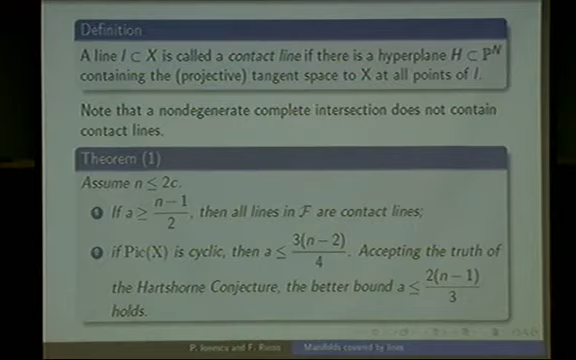 Definition
A line l ⊂ X is called a contact line if there is a hyperplane H ⊂ ℙᴺ
containing the (projective) tangent space to X at all points of l.
Note that a nondegenerate complete intersection does not contain
contact lines.
Theorem (1)
Assume n ≤ 2c.
1 If a ≥ (n−1)/2, then all lines in ℱ are contact lines;
2 if Pic(X) is cyclic, then a ≤ 3(n−2)/4. Accepting the truth of
the Hartshorne Conjecture, the better bound a ≤ 2(n−1)/3
holds.
P. Ionescu and F. Russo Manifolds covered by lines